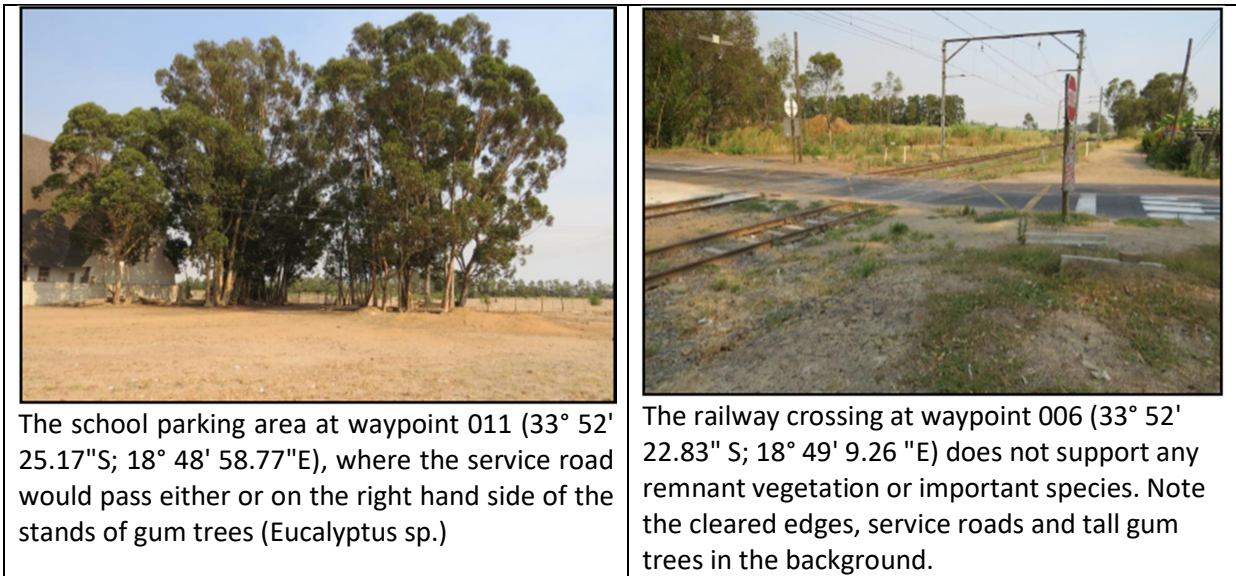 The school parking area at waypoint 011 (33° 52'
25.17"S; 18° 48' 58.77"E), where the service road
would pass either or on the right hand side of the
stands of gum trees (Eucalyptus sp.)
The railway crossing at waypoint 006 (33° 52'
22.83" S; 18° 49' 9.26 "E) does not support any
remnant vegetation or important species. Note
the cleared edges, service roads and tall gum
trees in the background.